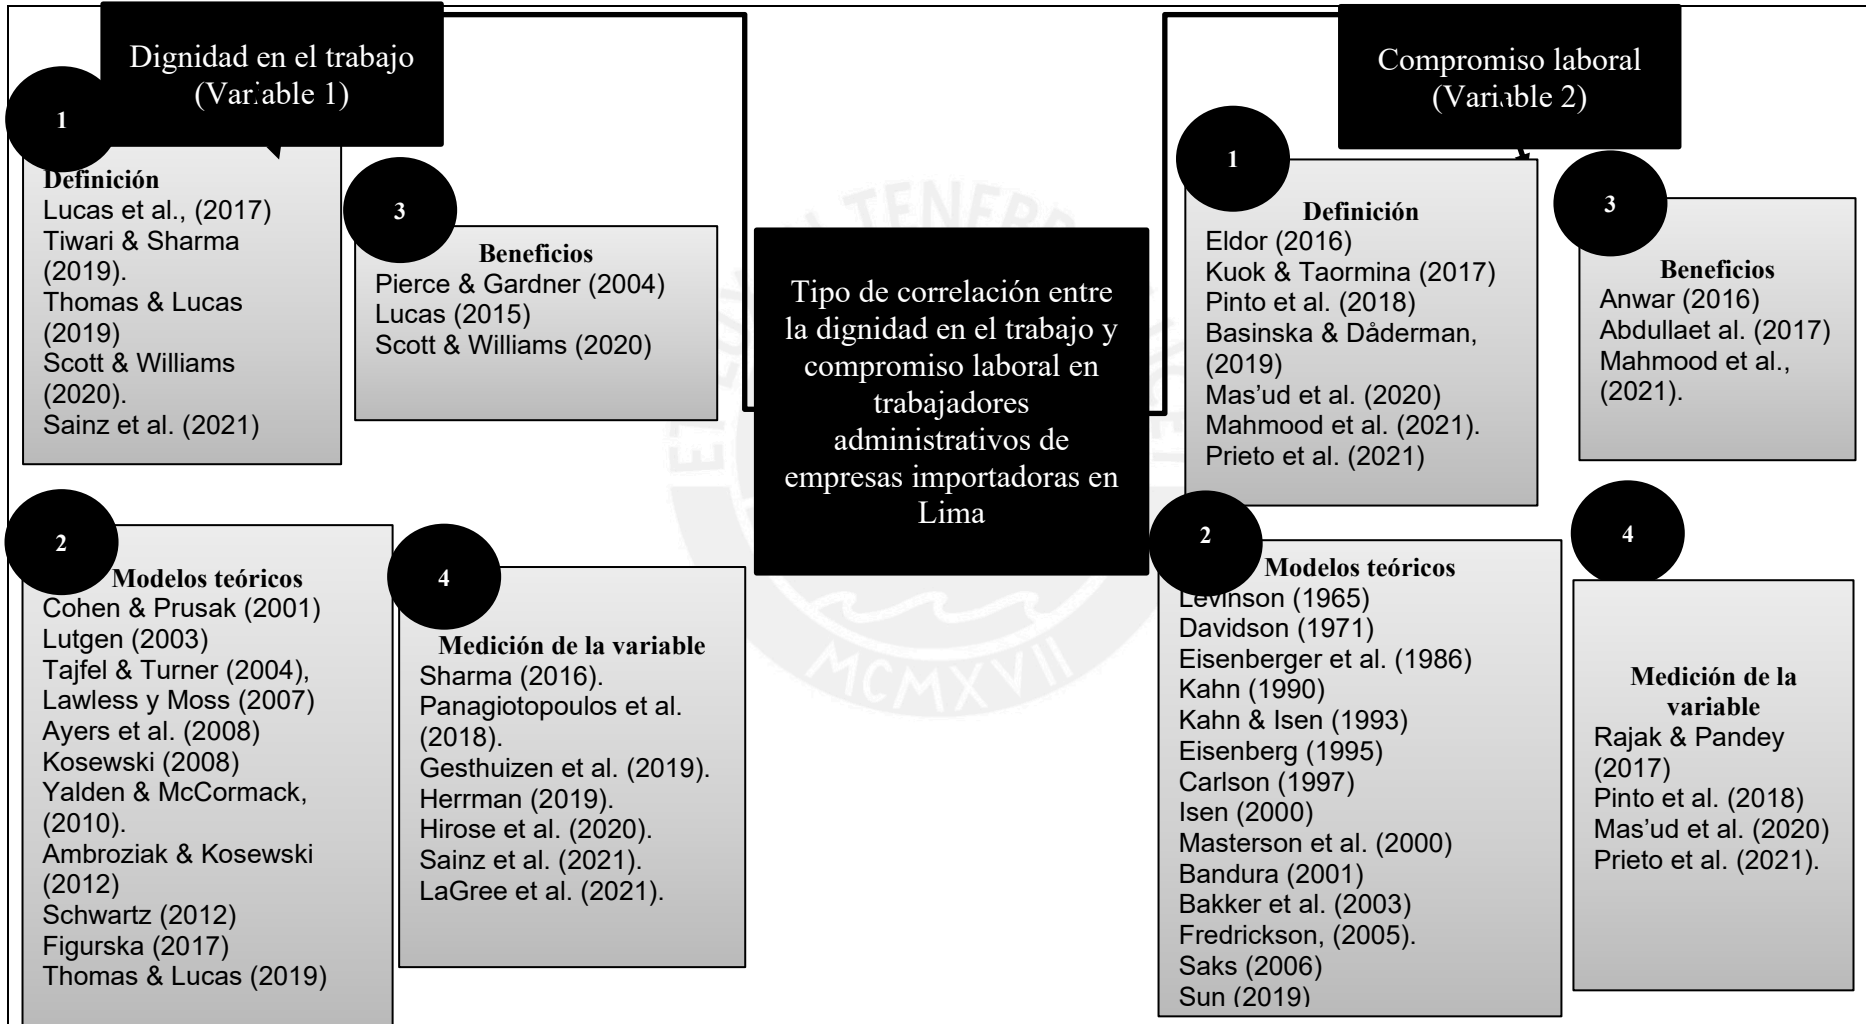 Dignidad en el trabajo
(Variable 1)
1
Definición
Lucas et al., (2017)
Tiwari & Sharma
(2019).
Thomas & Lucas
(2019)
Scott & Williams
(2020).
Sainz et al. (2021)
3
Beneficios
Pierce & Gardner (2004)
Lucas (2015)
Scott & Williams (2020)
2
Modelos teóricos
Cohen & Prusak (2001)
Lutgen (2003)
Tajfel & Turner (2004),
Lawless y Moss (2007)
Ayers et al. (2008)
Kosewski (2008)
Yalden & McCormack,
(2010).
Ambroziak & Kosewski
(2012)
Schwartz (2012)
Figurska (2017)
Thomas & Lucas (2019)
4
Medición de la variable
Sharma (2016).
Panagiotopoulos et al.
(2018).
Gesthuizen et al. (2019).
Herrman (2019).
Hirose et al. (2020).
Sainz et al. (2021).
LaGree et al. (2021).
Tipo de correlación entre
la dignidad en el trabajo y
compromiso laboral en
trabajadores
administrativos de
empresas importadoras en
Lima
MCMXVII
Compromiso laboral
(Variable 2)
1
Definición
Eldor (2016)
Kuok & Taormina (2017)
Pinto et al. (2018)
Basinska & Dåderman,
(2019)
Mas’ud et al. (2020)
Mahmood et al. (2021).
Prieto et al. (2021)
3
Beneficios
Anwar (2016)
Abdullaet al. (2017)
Mahmood et al.,
(2021).
2
Modelos teóricos
Levinson (1965)
Davidson (1971)
Eisenberger et al. (1986)
Kahn (1990)
Kahn & Isen (1993)
Eisenberg (1995)
Carlson (1997)
Isen (2000)
Masterson et al. (2000)
Bandura (2001)
Bakker et al. (2003)
Fredrickson, (2005).
Saks (2006)
Sun (2019)
4
Medición de la
variable
Rajak & Pandey
(2017)
Pinto et al. (2018)
Mas’ud et al. (2020)
Prieto et al. (2021).